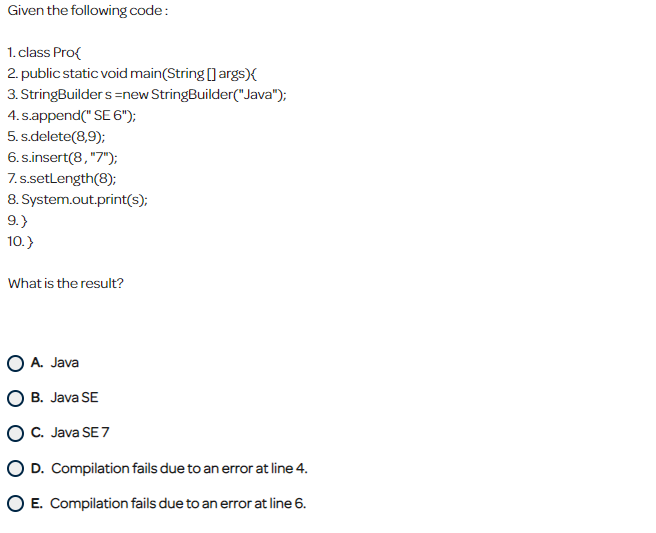 Given the following code :
1. class Pro{
2. public static void main(String [] args){
3. StringBuilder s =new StringBuilder("Java");
4. s.append(" SE 6");
5. s.delete(8,9);
6. s.insert(8 , "7");
7. s.setLength(8);
8. System.out.print(s);
9. }
10. }
What is the result?
A. Java
B. Java SE
C. Java SE 7
D. Compilation fails due to an error at line 4.
E. Compilation fails due to an error at line 6.